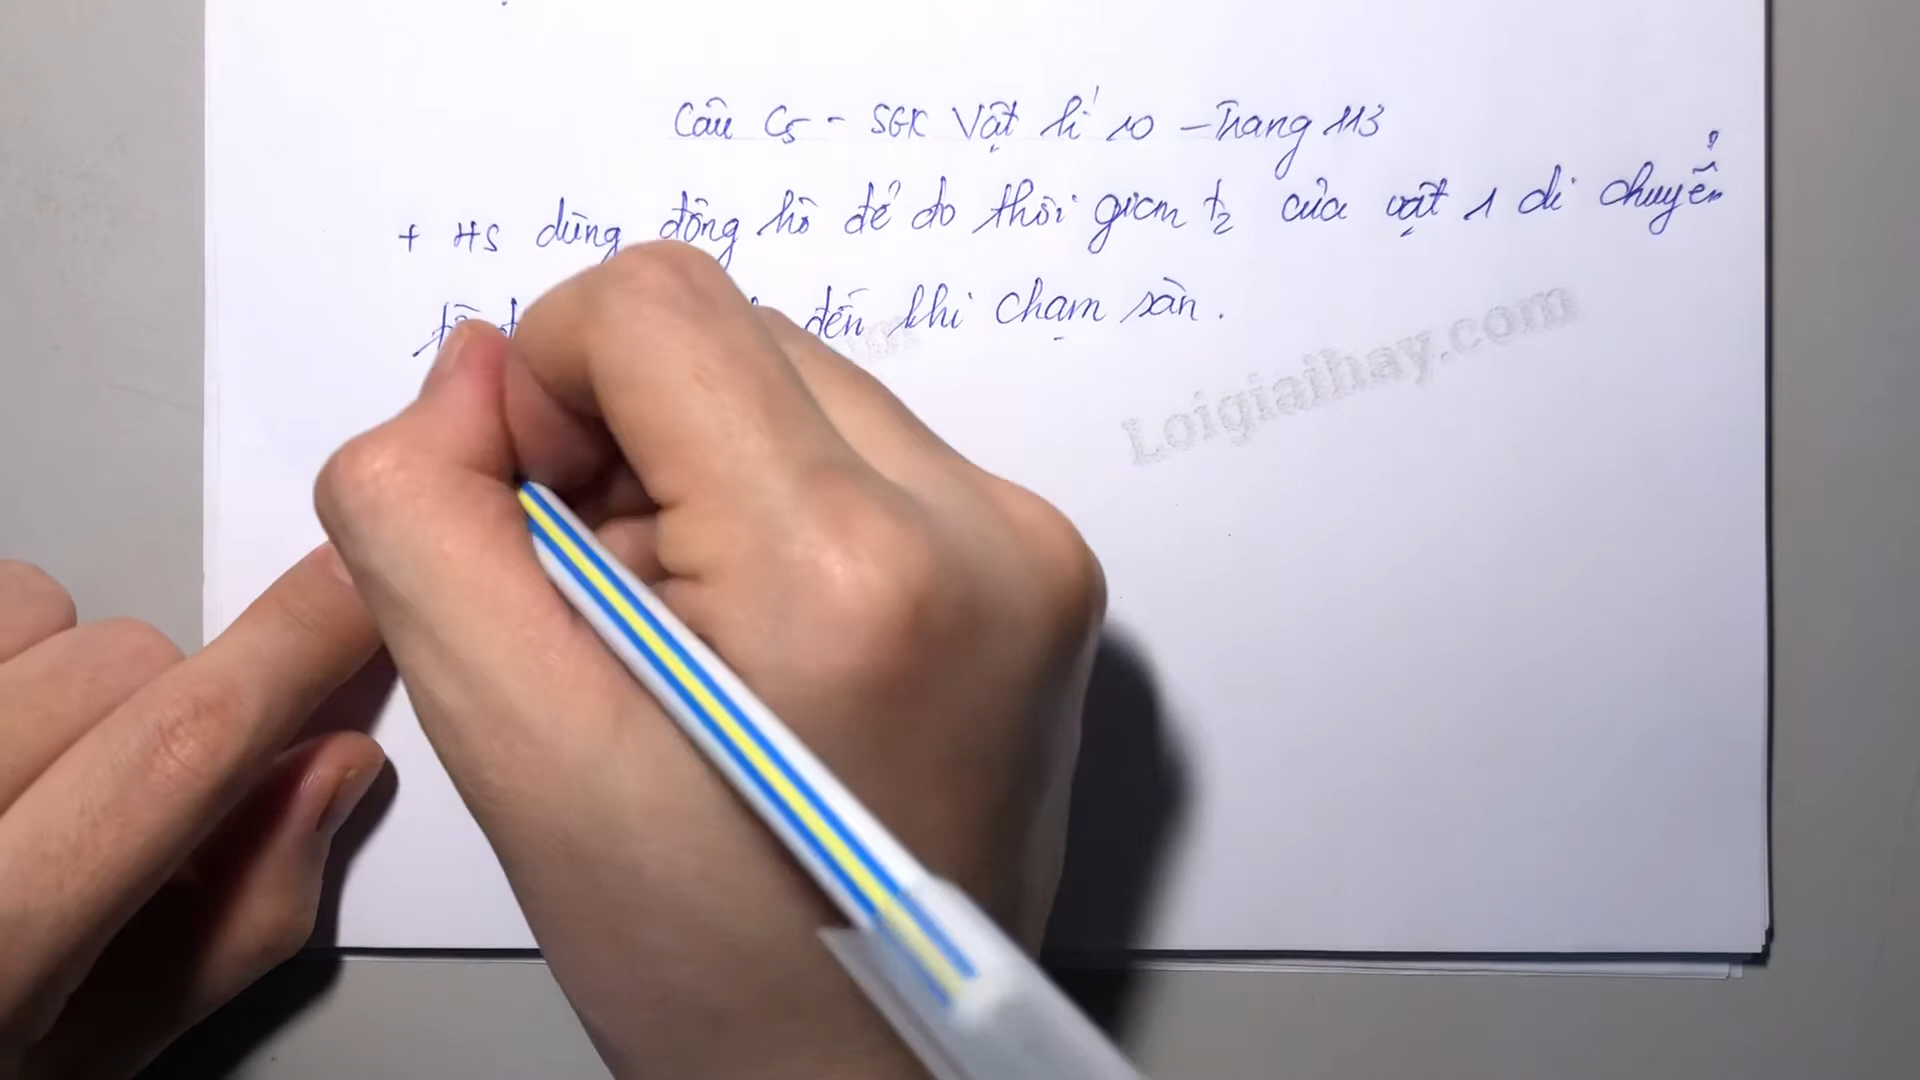 Câu C5 - SGK Vật lí 10 - Trang 113
+ HS dùng đồng hồ để đo thời gian t2 của vật 1 di chuyển
đến khi chạm sàn.
Loigiaihay.com